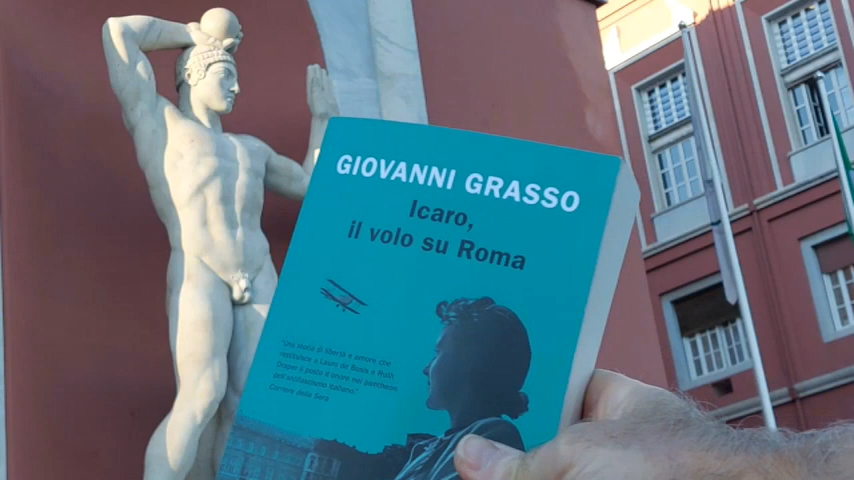 GIOVANNI GRASSO
Icaro,
il volo su Roma
"Una storia di libertà e amore che
restituisce a Lauro de Bosis e Ruth
Draper il posto d'onore nel pantheon
dell'antifascismo italiano."
Corriere della Sera